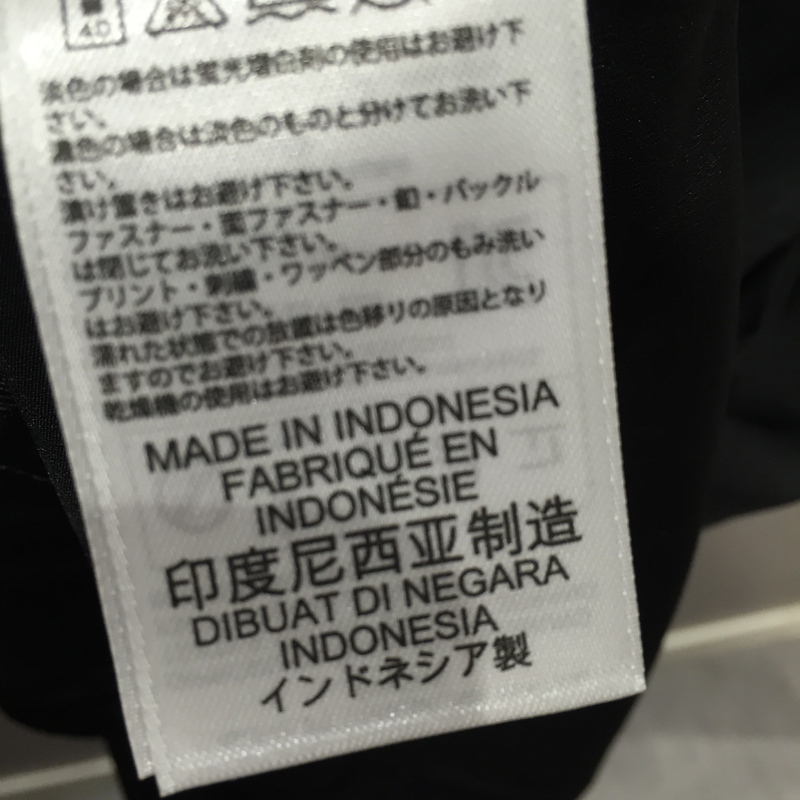 40
淡色の場合は蛍光増白剤の使用はお避け下
さい。
濃色の場合は淡色のものと分けてお洗い下
さい。
漬け置きはお避け下さい。
ファスナー・面ファスナー・釦・バックル
は閉じてお洗い下さい。
プリント・刺繍・ワッペン部分のもみ洗い
はお避け下さい。
濡れた状態での放置は色移りの原因となり
ますのでお避け下さい。
乾燥機の使用はお避け下さい。
MADE IN INDONESIA
FABRIQUÉ EN
INDONÉSIE
印度尼西亚制造
DIBUAT DI NEGARA
INDONESIA
インドネシア製